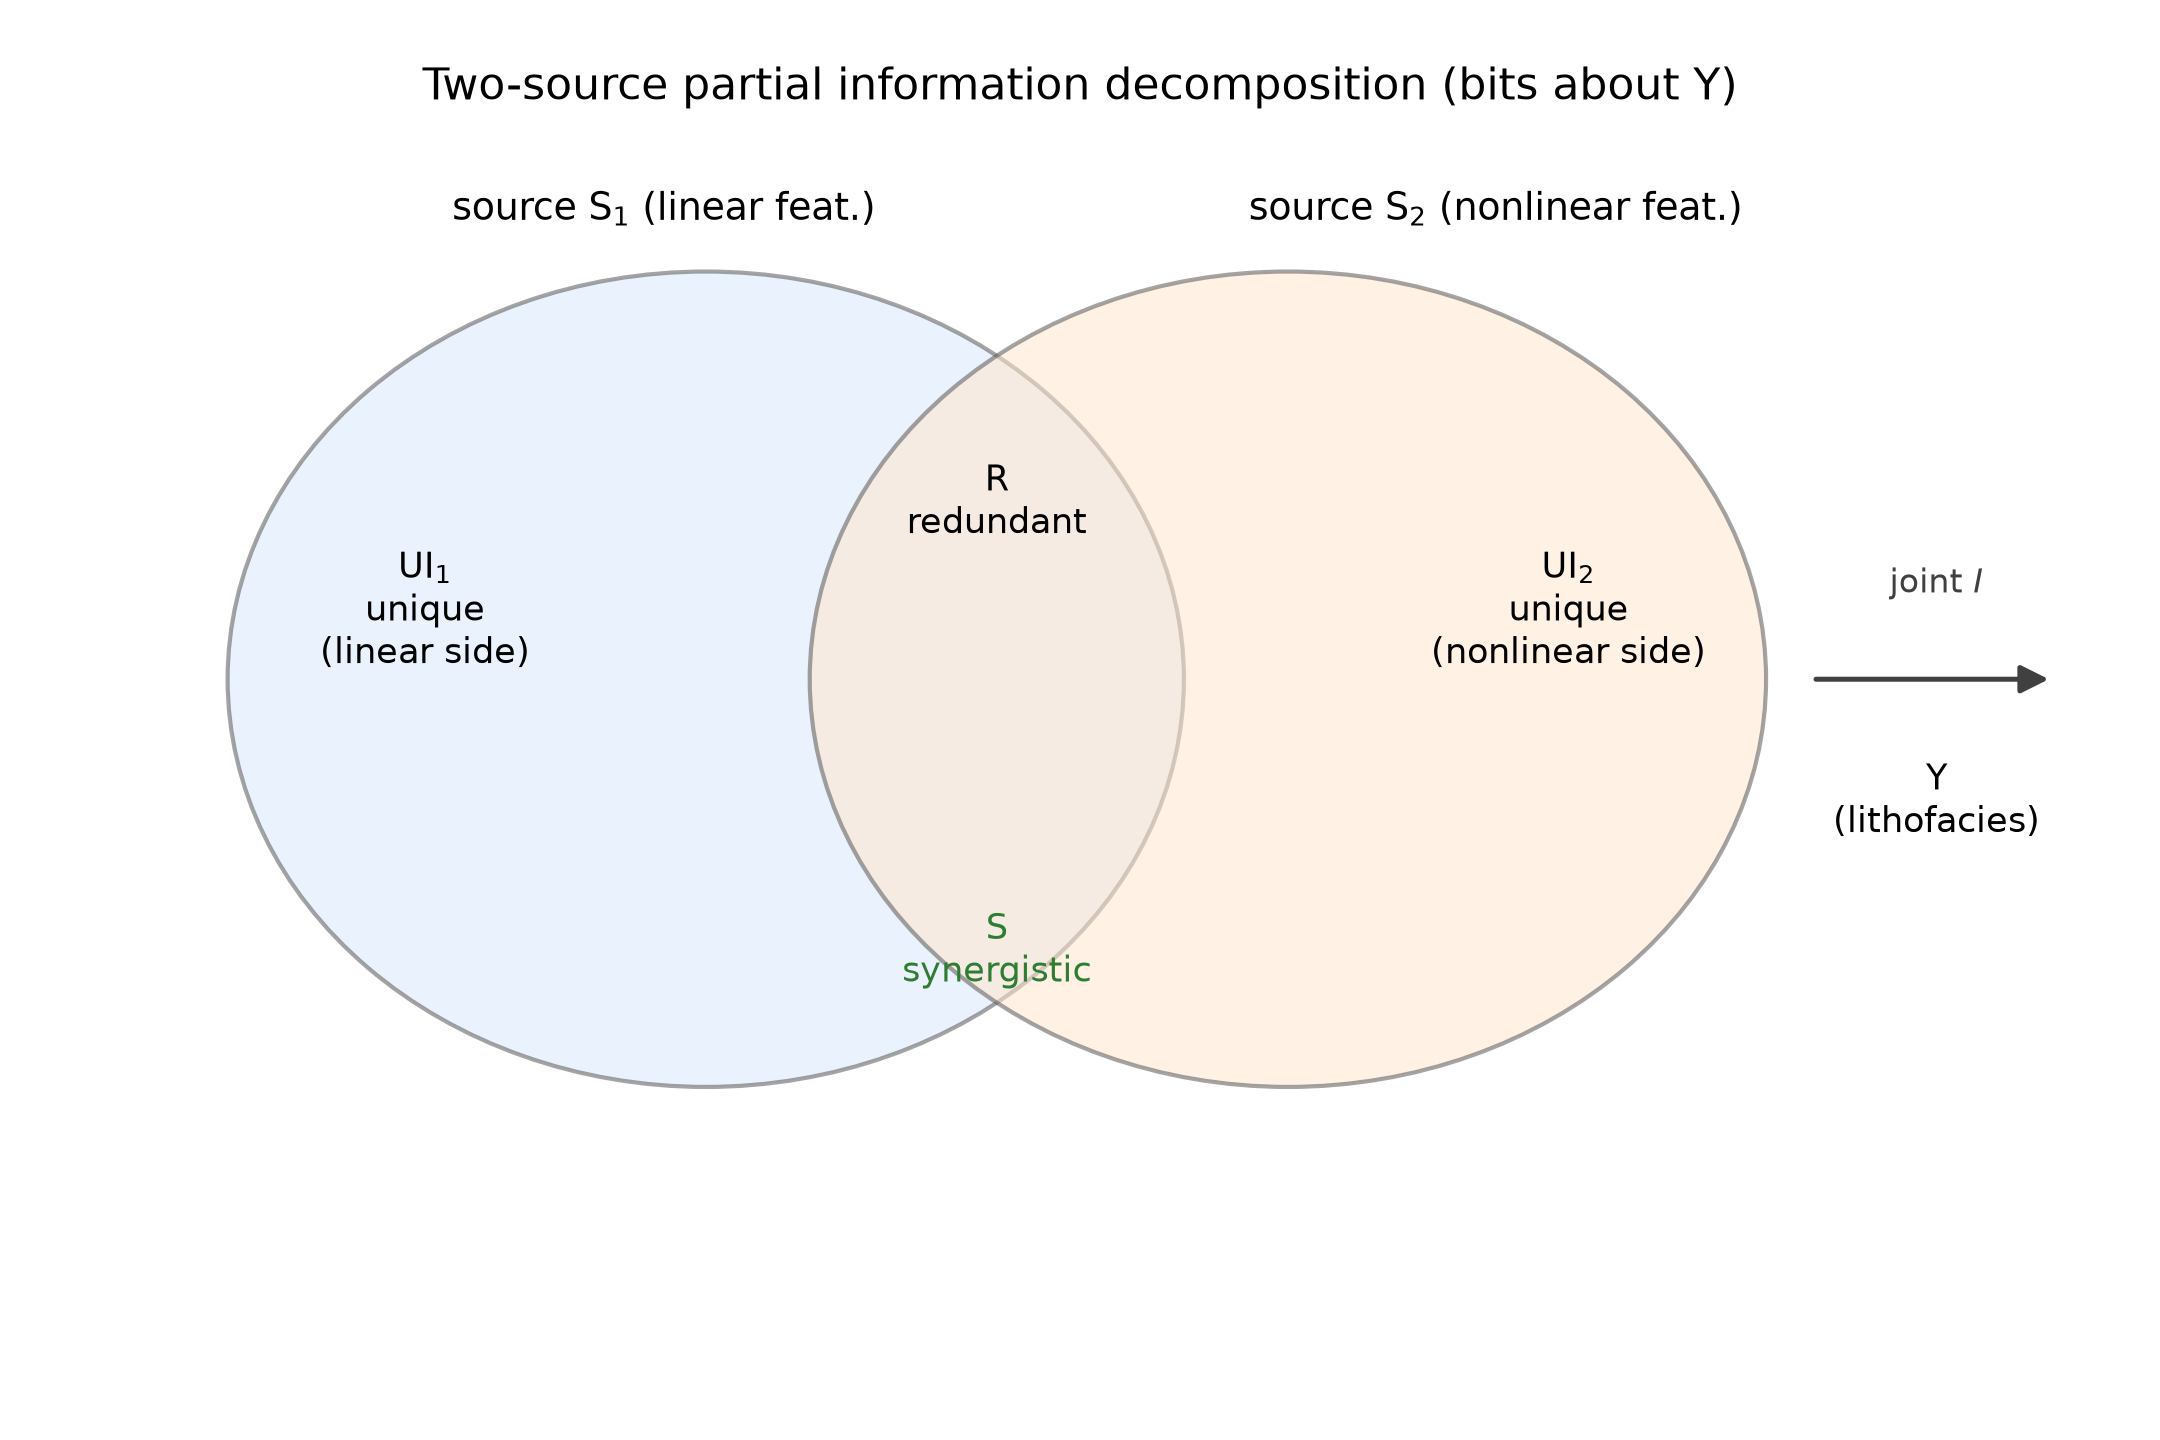 Two-source partial information decomposition (bits about Y)
source S₁ (linear feat.)
source S₂ (nonlinear feat.)
R
redundant
UI₁
unique
(linear side)
UI₂
unique
(nonlinear side)
joint I
Y
(lithofacies)
S
synergistic